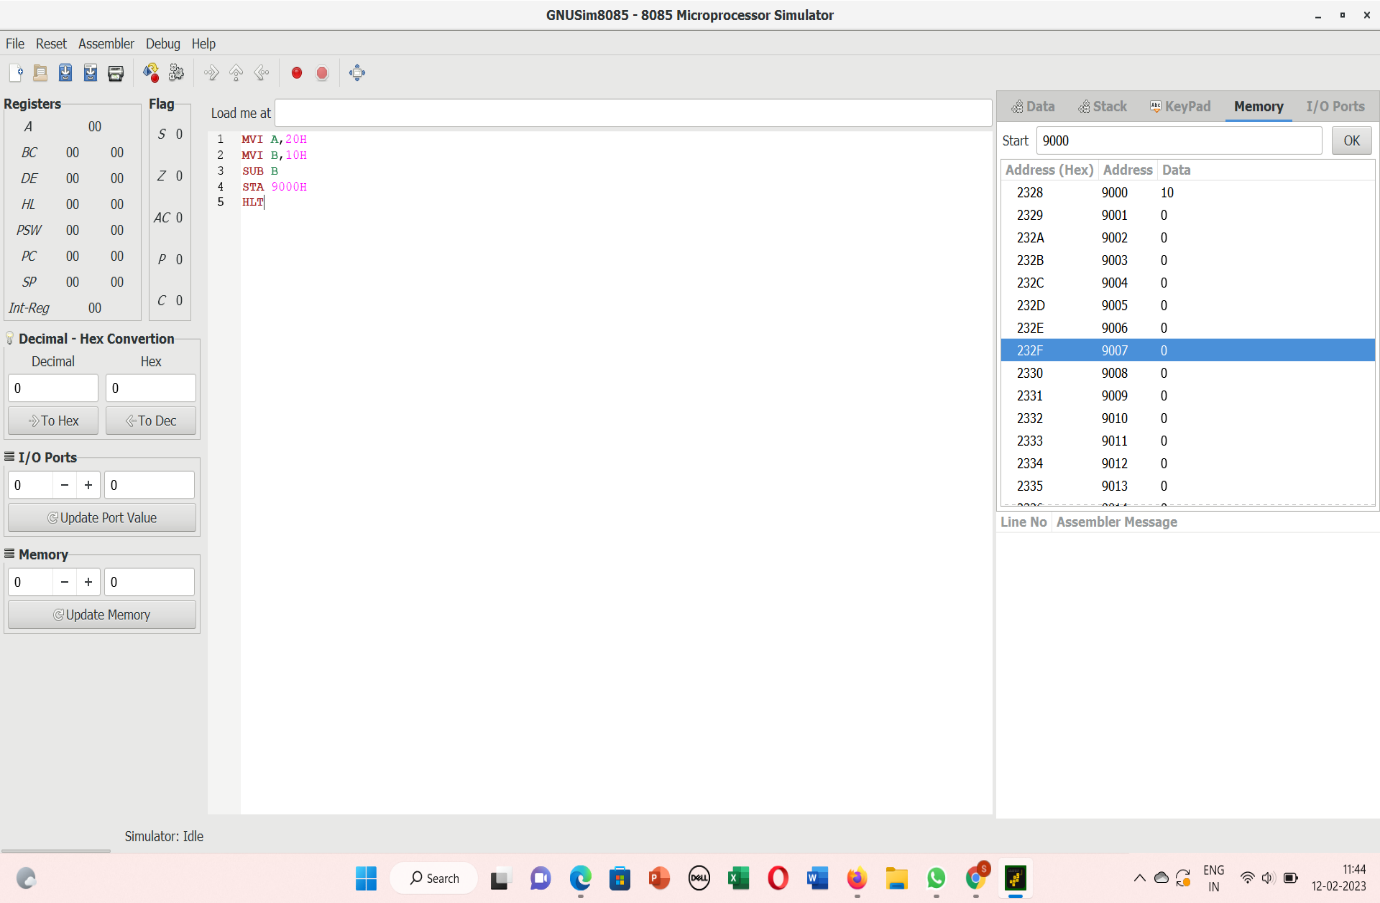 GNUSim8085 - 8085 Microprocessor Simulator
File Reset Assembler Debug Help
Registers
A 00
BC 00 00
DE 00 00
HL 00 00
PSW 00 00
PC 00 00
SP 00 00
Int-Reg 00
Flag
S 0
Z 0
AC 0
P 0
C 0
Decimal - Hex Convertion
Decimal Hex
0 0
To Hex To Dec
I/O Ports
0 - + 0
Update Port Value
Memory
0 - + 0
Update Memory
Load me at
1 MVI A,20H
2 MVI B,10H
3 SUB B
4 STA 9000H
5 HLT
Data Stack KeyPad Memory I/O Ports
Start 9000 OK
Address (Hex) Address Data
2328 9000 10
2329 9001 0
232A 9002 0
232B 9003 0
232C 9004 0
232D 9005 0
232E 9006 0
232F 9007 0
2330 9008 0
2331 9009 0
2332 9010 0
2333 9011 0
2334 9012 0
2335 9013 0
Line No Assembler Message
Simulator: Idle
Search
DELL
S
ENG
IN
11:44
12-02-2023